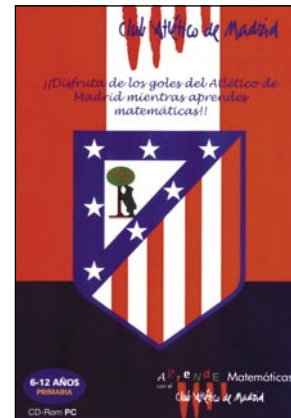 Club Atlético de Madrid
¡¡Disfruta de los goles del Atlético de
Madrid mientras aprendes
matemáticas!!
6-12 AÑOS
PRIMARIA
CD-Rom PC
APrENDE Matemáticas
con el
Club Atlético de Madrid